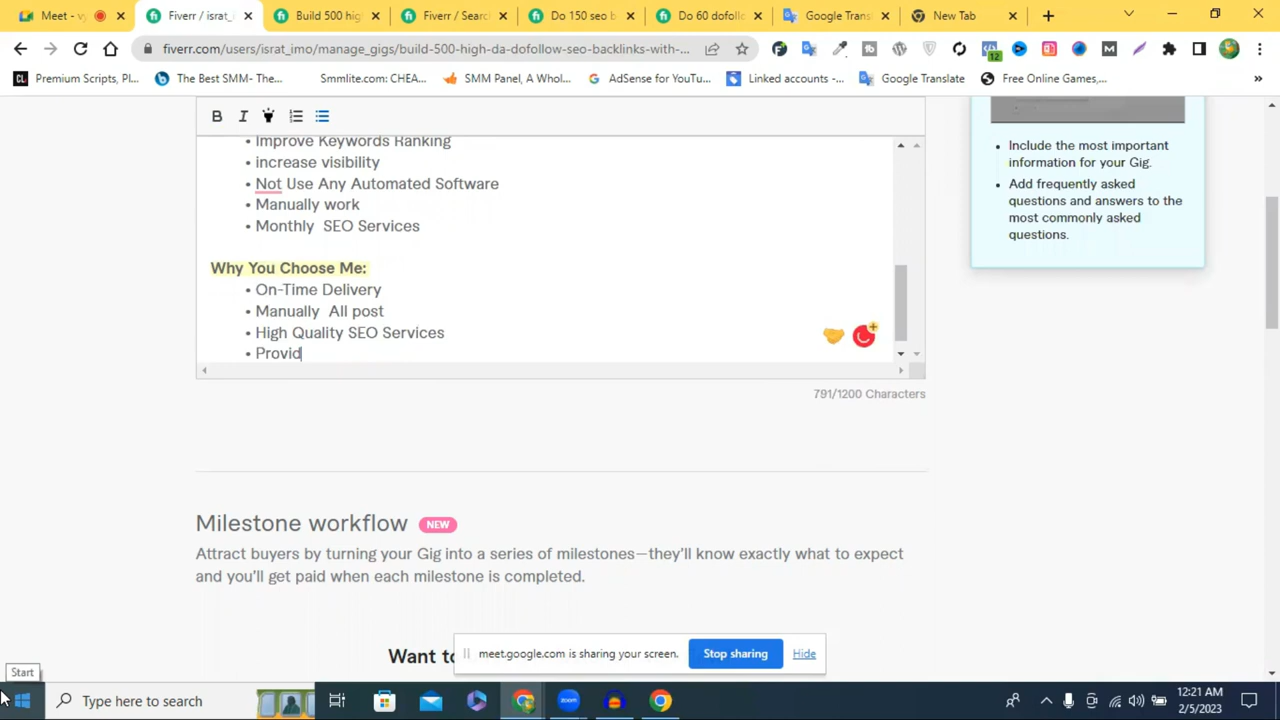 Meet - vy
Fiverr / israt_i
Build 500 high
Fiverr / Search
Do 150 seo b
Do 60 dofollow
Google Trans
New Tab
fiverr.com/users/israt_imo/manage_gigs/build-500-high-da-dofollow-seo-backlinks-with-...
12
Premium Scripts, Pl...
The Best SMM- The...
Smmlite.com: CHEA...
SMM Panel, A Whol...
AdSense for YouTu...
Linked accounts -...
Google Translate
Free Online Games,...
B I
Improve Keywords Ranking
• increase visibility
• Not Use Any Automated Software
• Manually work
• Monthly  SEO Services
Why You Choose Me:
• On-Time Delivery
• Manually  All post
• High Quality SEO Services
• Provid
791/1200 Characters
• Include the most important
information for your Gig.
• Add frequently asked
questions and answers to the
most commonly asked
questions.
Milestone workflow NEW
Attract buyers by turning your Gig into a series of milestones—they'll know exactly what to expect
and you'll get paid when each milestone is completed.
Want to
meet.google.com is sharing your screen.
Stop sharing
Hide
Start
Type here to search
zoom
12:21 AM
2/5/2023